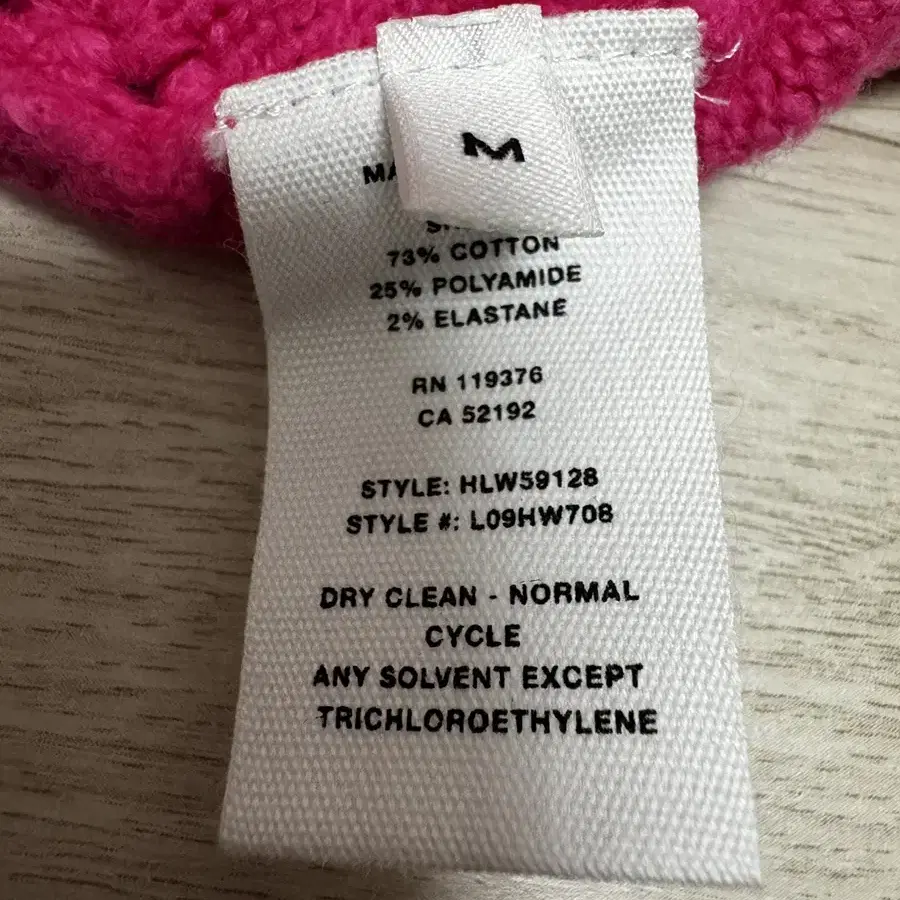 M
MA
73% COTTON
25% POLYAMIDE
2% ELASTANE
RN 119376
CA 52192
STYLE: HLW59128
STYLE #: L09HW708
DRY CLEAN - NORMAL
CYCLE
ANY SOLVENT EXCEPT
TRICHLOROETHYLENE